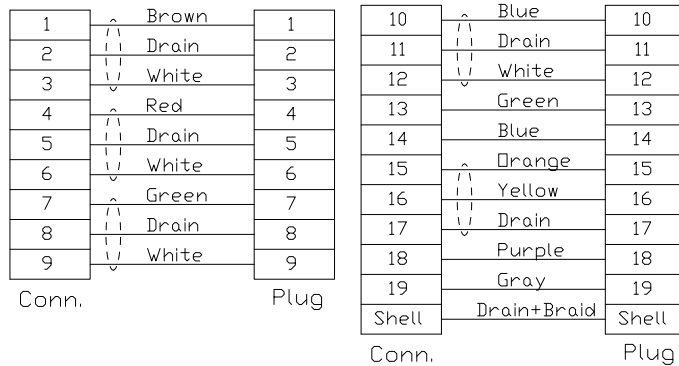 1 Brown 1
2 Drain 2
3 White 3
4 Red 4
5 Drain 5
6 White 6
7 Green 7
8 Drain 8
9 White 9
Conn. Plug
10 Blue 10
11 Drain 11
12 White 12
13 Green 13
14 Blue 14
15 Orange 15
16 Yellow 16
17 Drain 17
18 Purple 18
19 Gray 19
Shell Drain+Braid Shell
Conn. Plug